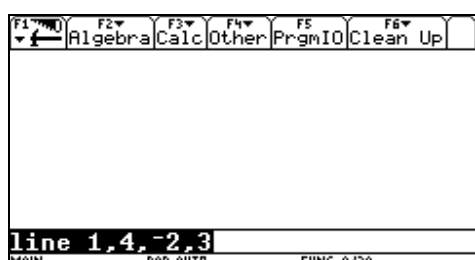 F1 F2▼ F3▼ F4▼ F5 F6▼
Algebra Calc Other PrgmIO Clean Up
line 1,4,⁻2,3
MAIN RAD AUTO FUNC 0/30